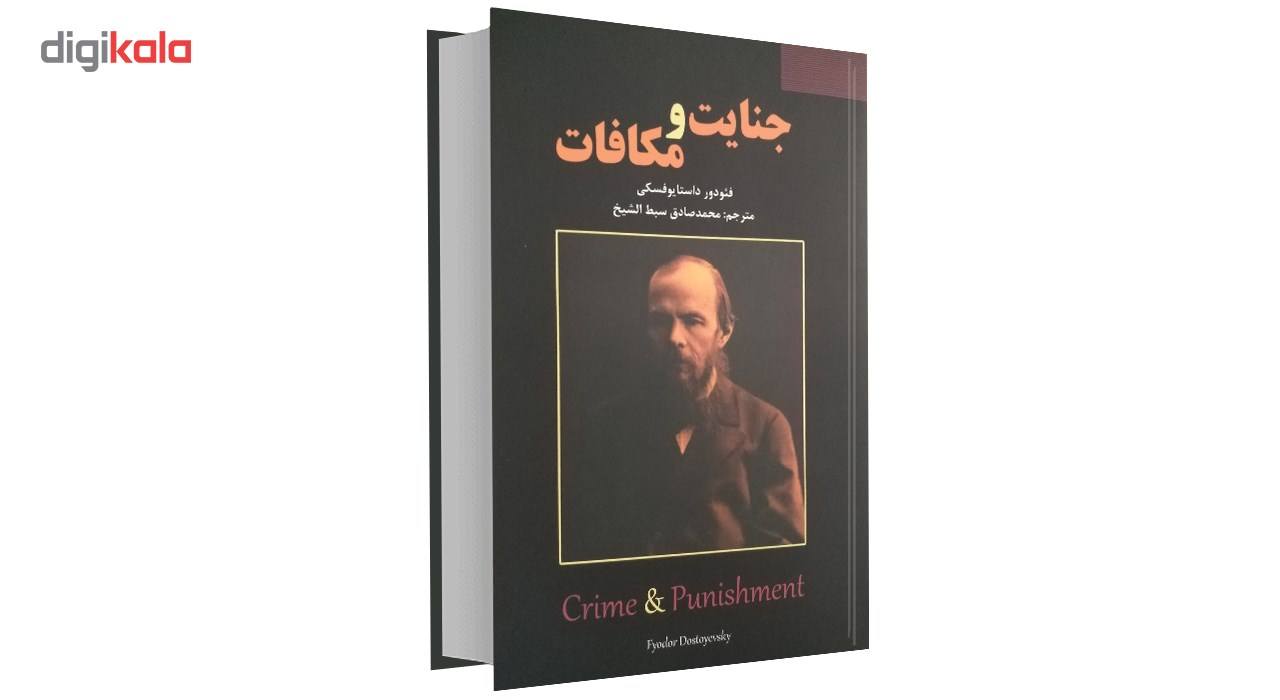 digikala
جنایت و مکافات
فئودور داستایوفسکی
مترجم: محمدصادق سبط الشیخ
Crime & Punishment
Fyodor Dostoyevsky